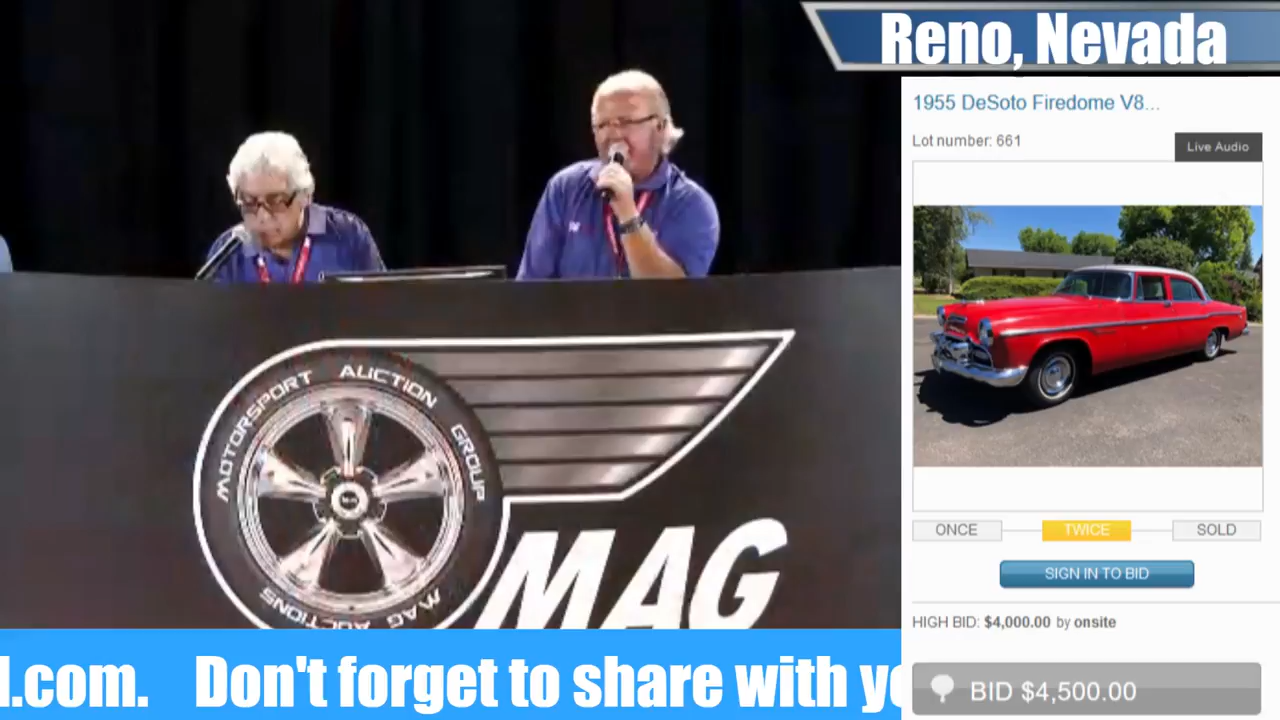 Reno, Nevada
1955 DeSoto Firedome V8...
Lot number: 661
Live Audio
MOTORSPORT AUCTION GROUP
MAG AUCTIONS
MAG
ONCE
TWICE
SOLD
SIGN IN TO BID
HIGH BID: $4,000.00 by onsite
BID $4,500.00
l.com. Don't forget to share with yo